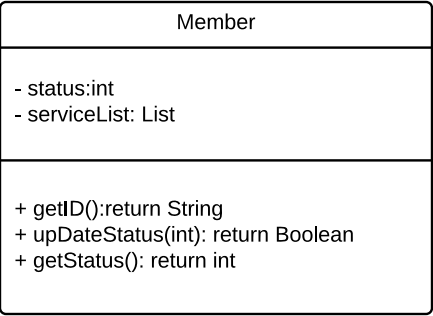 Member
- status:int
- serviceList: List
+ getID():return String
+ upDateStatus(int): return Boolean
+ getStatus(): return int